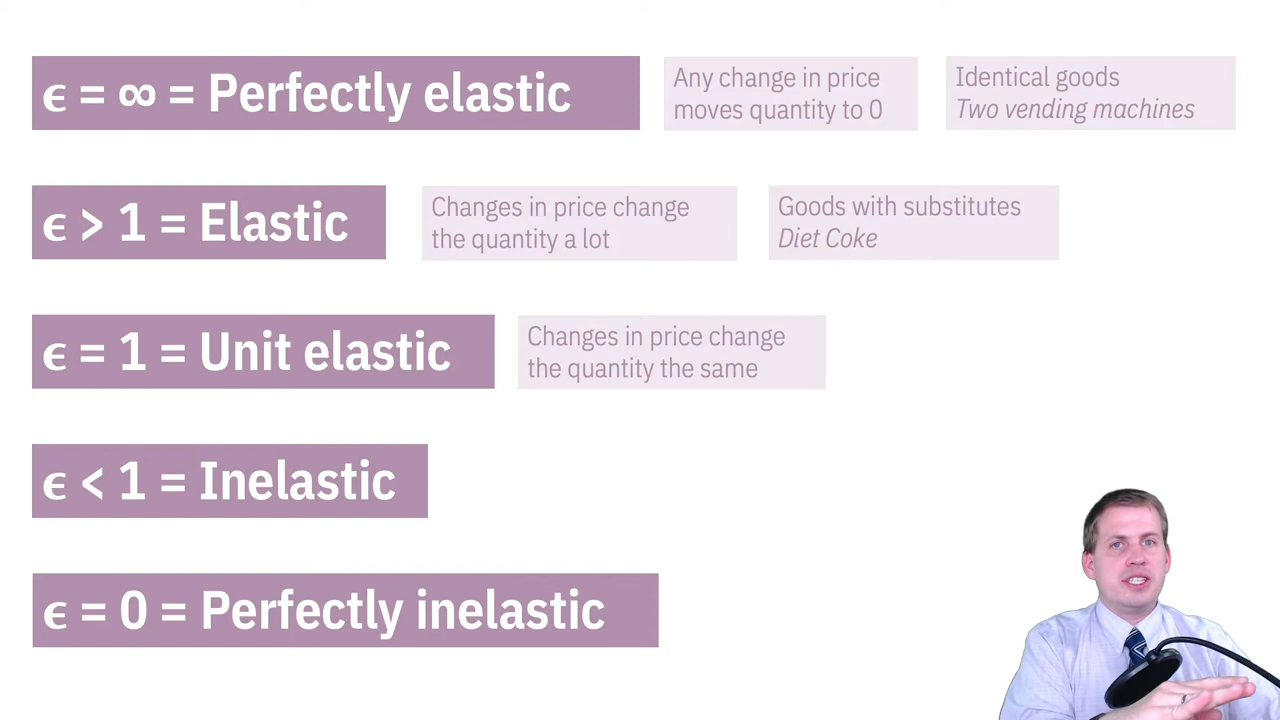 ϵ = ∞ = Perfectly elastic
Any change in price
moves quantity to 0
Identical goods
Two vending machines
ϵ > 1 = Elastic
Changes in price change
the quantity a lot
Goods with substitutes
Diet Coke
ϵ = 1 = Unit elastic
Changes in price change
the quantity the same
ϵ < 1 = Inelastic
ϵ = 0 = Perfectly inelastic